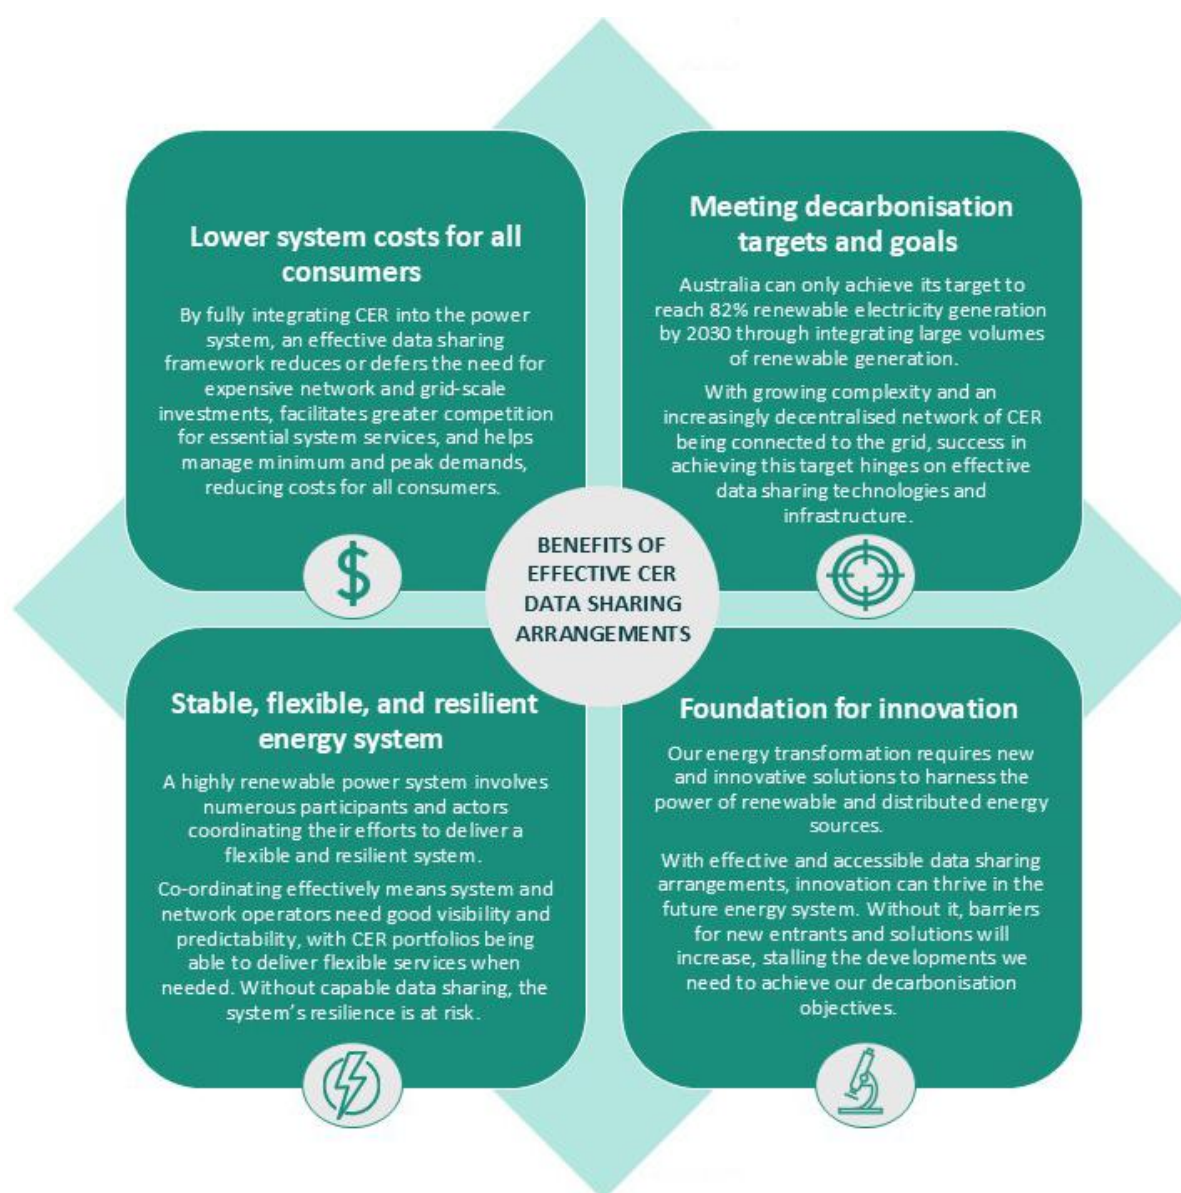 Lower system costs for all
consumers
By fully integrating CER into the power
system, an effective data sharing
framework reduces or defers the need for
expensive network and grid-scale
investments, facilitates greater competition
for essential system services, and helps
manage minimum and peak demands,
reducing costs for all consumers.
$
Meeting decarbonisation
targets and goals
Australia can only achieve its target to
reach 82% renewable electricity generation
by 2030 through integrating large volumes
of renewable generation.
With growing complexity and an
increasingly decentralised network of CER
being connected to the grid, success in
achieving this target hinges on effective
data sharing technologies and
infrastructure.
BENEFITS OF
EFFECTIVE CER
DATA SHARING
ARRANGEMENTS
Stable, flexible, and resilient
energy system
A highly renewable power system involves
numerous participants and actors
coordinating their efforts to deliver a
flexible and resilient system.
Co-ordinating effectively means system and
network operators need good visibility and
predictability, with CER portfolios being
able to deliver flexible services when
needed. Without capable data sharing, the
system's resilience is at risk.
Foundation for innovation
Our energy transformation requires new
and innovative solutions to harness the
power of renewable and distributed energy
sources.
With effective and accessible data sharing
arrangements, innovation can thrive in the
future energy system. Without it, barriers
for new entrants and solutions will
increase, stalling the developments we
need to achieve our decarbonisation
objectives.